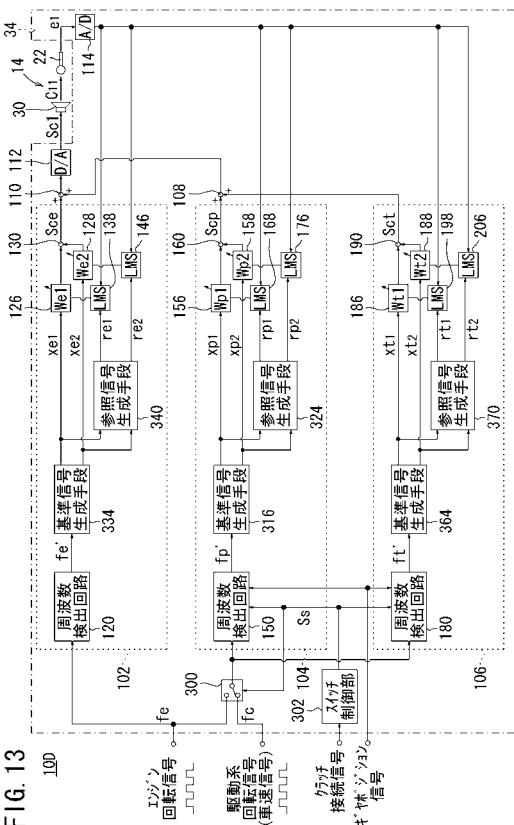 FIG. 13
10D
エンジン
回転信号
fe
駆動系
回転信号
(車速信号)
fc
クラッチ
接続信号
ギヤポジション
信号
300
302
スイッチ
制御部
Ss
102
周波数
検出回路
120
fe'
基準信号
生成手段
334
xe1
xe2
参照信号
生成手段
340
re1
re2
126
We1
We2
128
LMS
138
LMS
146
130
Sce
104
周波数
検出回路
150
fp'
基準信号
生成手段
316
xp1
xp2
参照信号
生成手段
324
rp1
rp2
156
Wp1
Wp2
158
LMS
168
LMS
176
160
Scp
106
周波数
検出回路
180
ft'
基準信号
生成手段
364
xt1
xt2
参照信号
生成手段
370
rt1
rt2
186
Wt1
Wt2
188
LMS
198
LMS
206
190
Sct
108
110
+
+
+
+
112
D/A
Sc1
30
C11
14
22
e1
A/D
114
34